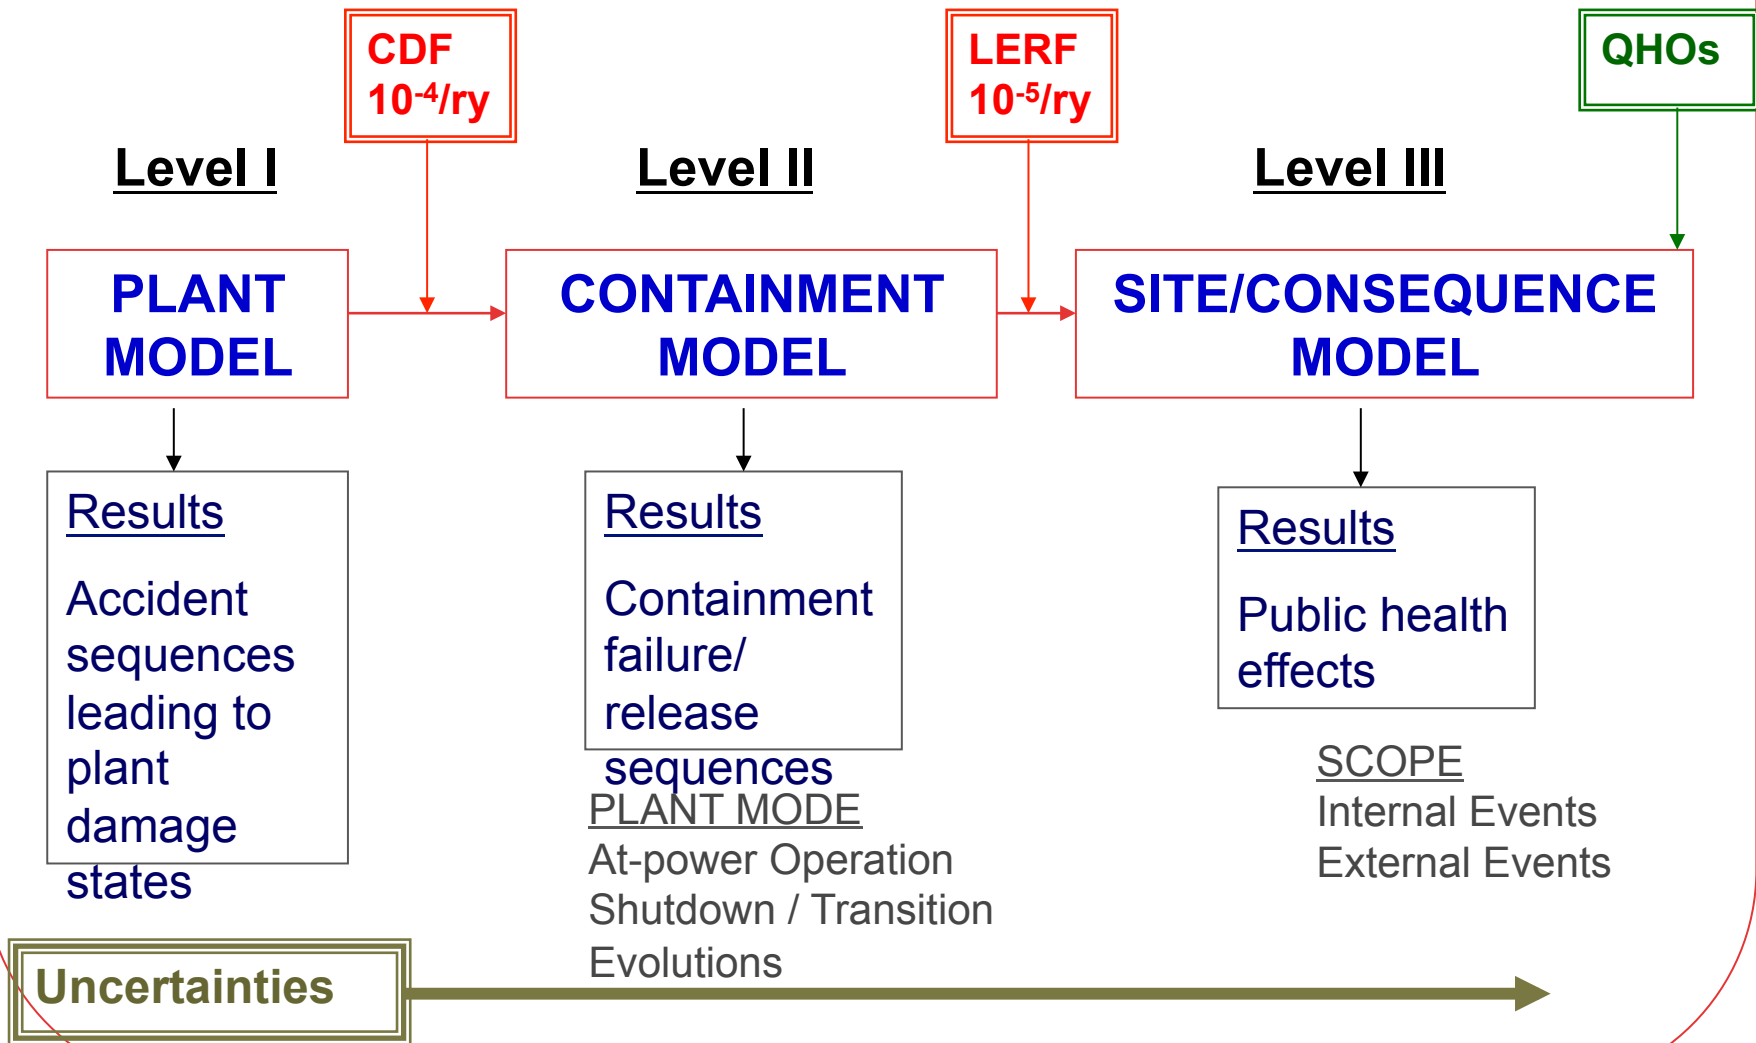 CDF
10⁻⁴/ry
LERF
10⁻⁵/ry
QHOs
Level I
Level II
Level III
PLANT
MODEL
CONTAINMENT
MODEL
SITE/CONSEQUENCE
MODEL
Results
Accident
sequences
leading to
plant
damage
states
Results
Containment
failure/
release
sequences
Results
Public health
effects
PLANT MODE
At-power Operation
Shutdown / Transition
Evolutions
SCOPE
Internal Events
External Events
Uncertainties